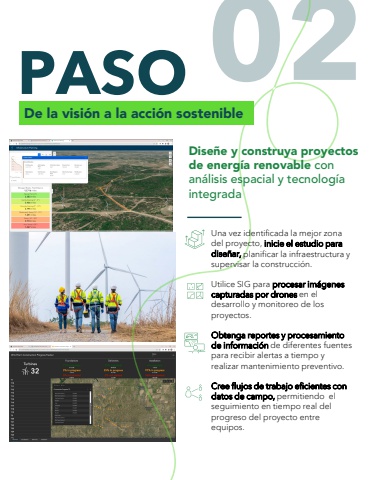 02
PASO
De la visión a la acción sostenible
Diseñe y construya proyectos
de energía renovable con
análisis espacial y tecnología
integrada
Una vez identificada la mejor zona
del proyecto, inicie el estudio para
diseñar, planificar la infraestructura y
supervisar la construcción.
Utilice SIG para procesar imágenes
capturadas por drones en el
desarrollo y monitoreo de los
proyectos.
Obtenga reportes y procesamiento
de información de diferentes fuentes
para recibir alertas a tiempo y
realizar mantenimiento preventivo.
Cree flujos de trabajo eficientes con
datos de campo, permitiendo el
seguimiento en tiempo real del
progreso del proyecto entre
equipos.
32